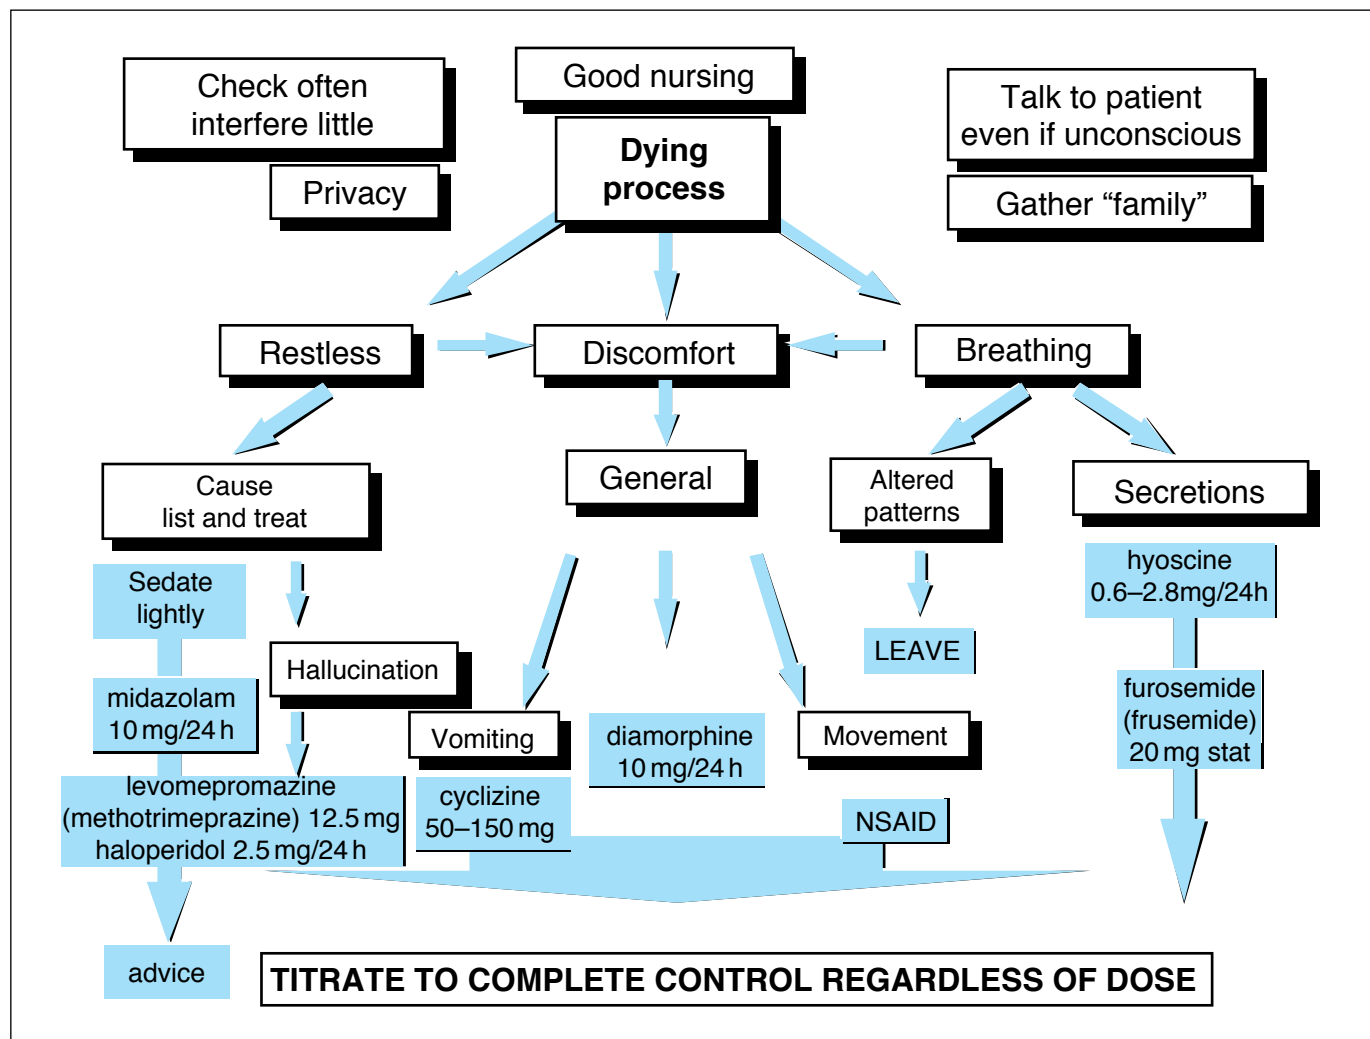 Check often
interfere little
Good nursing
Talk to patient
even if unconscious
Dying
process
Privacy
Gather “family”
Restless
Discomfort
Breathing
Cause
list and treat
General
Altered
patterns
Secretions
Sedate
lightly
hyoscine
0.6–2.8mg/24h
LEAVE
Hallucination
midazolam
10 mg/24 h
furosemide
(frusemide)
20 mg stat
Vomiting
diamorphine
10 mg/24 h
Movement
levomepromazine
(methotrimeprazine) 12.5 mg
haloperidol 2.5 mg/24 h
cyclizine
50–150 mg
NSAID
advice
TITRATE TO COMPLETE CONTROL REGARDLESS OF DOSE